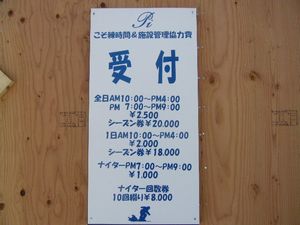 Pi
こそ練時間&施設管理協力費
受付
全日AM10:00〜PM4:00
PM 7:00〜PM9:00
¥2,500
シーズン券¥20,000
1日AM10:00〜PM4:00
¥2,000
シーズン券¥18,000
ナイターPM7:00〜PM9:00
¥1,000
ナイター回数券
10回綴り¥8,000